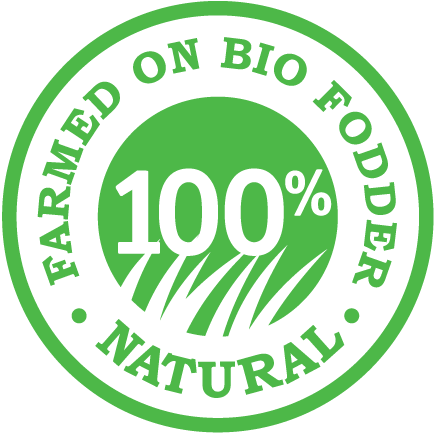 FARMED ON BIO FODDER
100%
• NATURAL •